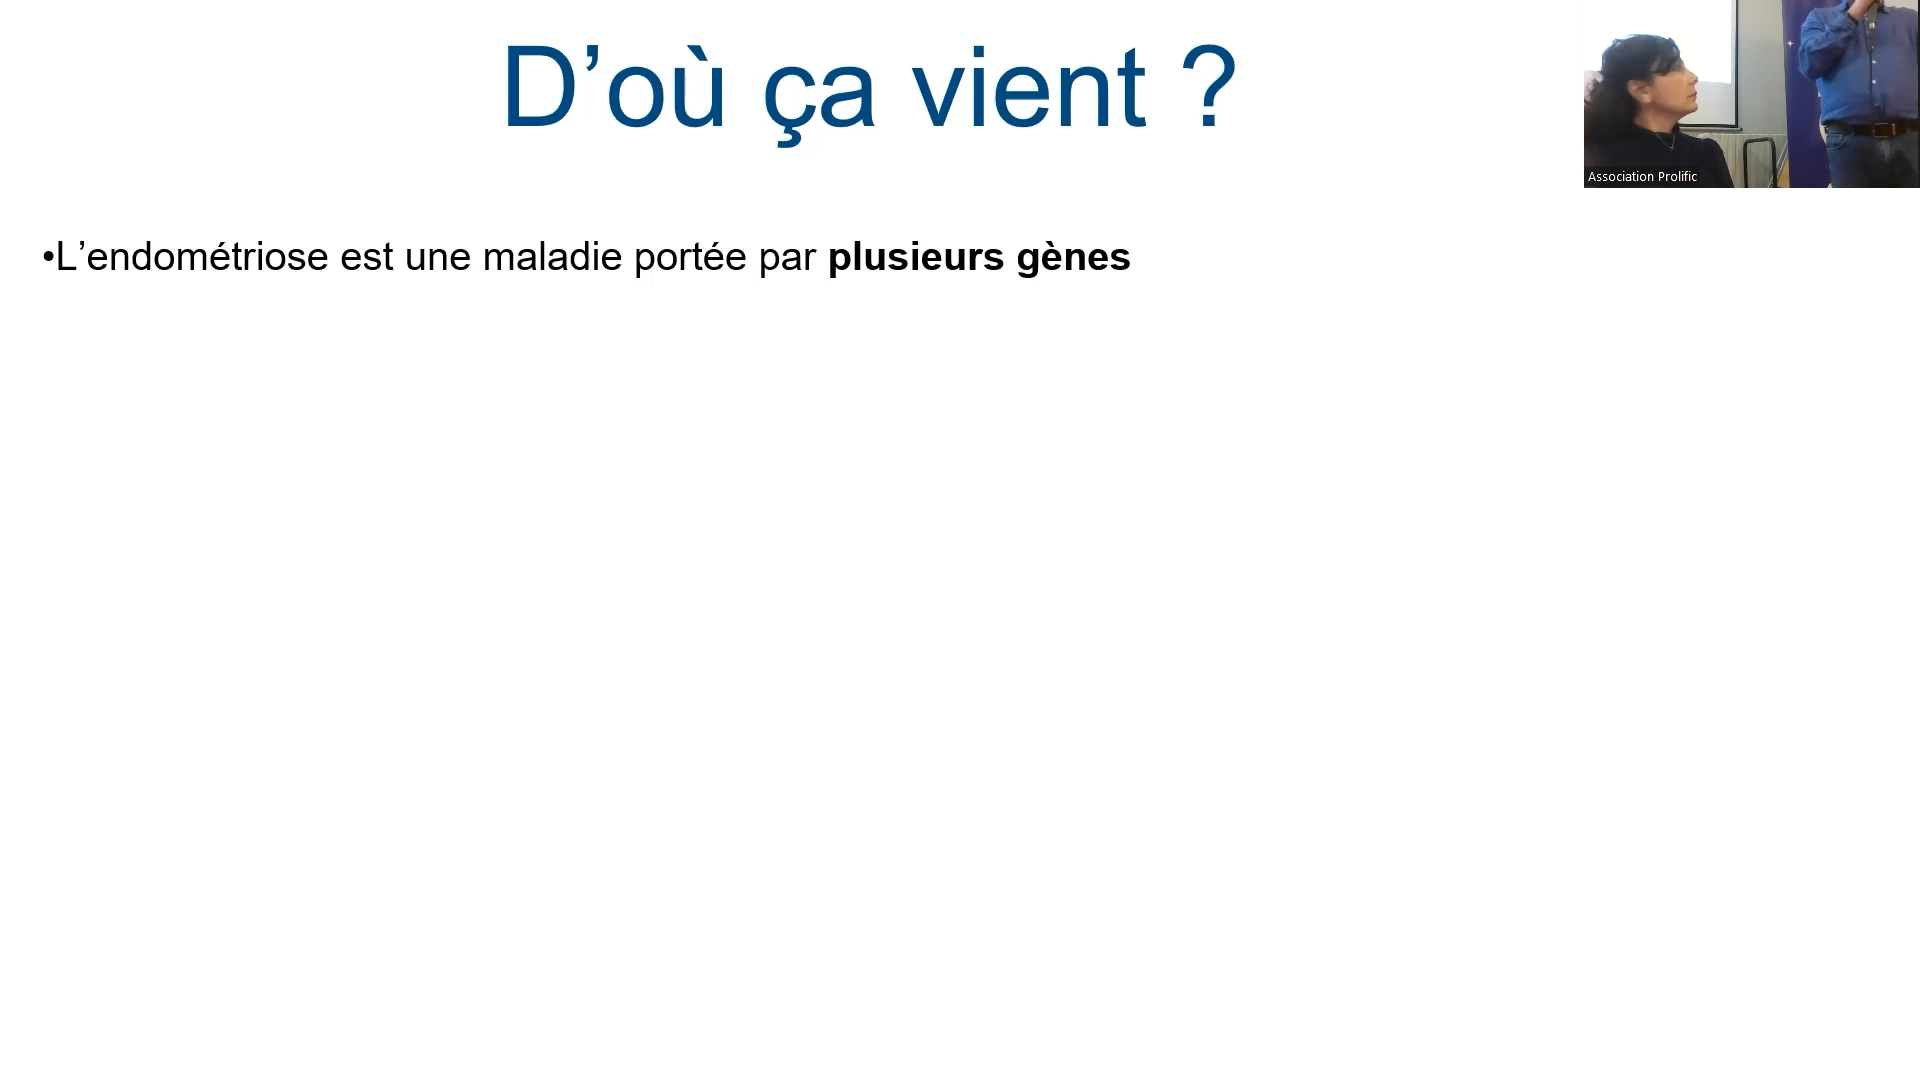 D’où ça vient ?
Association Prolific
•L’endométriose est une maladie portée par plusieurs gènes